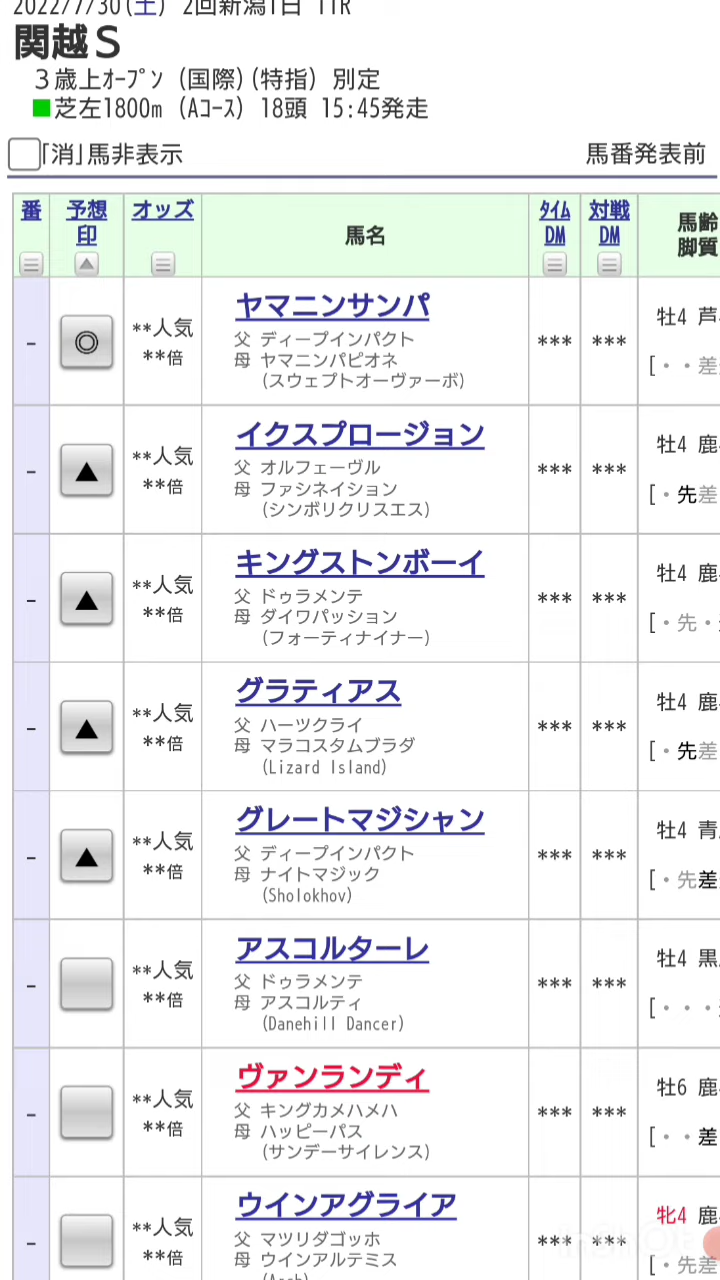 2022/7/30(土) 2回新潟1日 11R
関越S
3歳上オープン (国際)(特指) 別定
芝左1800m (Aコース) 18頭 15:45発走
「消」馬非表示 馬番発表前
番 予想印 オッズ 馬名 タイムDM 対戦DM 馬齢 脚質
- ◎ **人気 **倍 ヤマニンサンパ *** *** 牡4 芦
父 ディープインパクト
母 ヤマニンパピオネ [・・差
(スウェプトオーヴァーボ)
- ▲ **人気 **倍 イクスプロージョン *** *** 牡4 鹿
父 オルフェーヴル
母 ファシネイション [・先差
(シンボリクリスエス)
- ▲ **人気 **倍 キングストンボーイ *** *** 牡4 鹿
父 ドゥラメンテ
母 ダイワパッション [・先・
(フォーティナイナー)
- ▲ **人気 **倍 グラティアス *** *** 牡4 鹿
父 ハーツクライ
母 マラコスタムブラダ [・先差
(Lizard Island)
- ▲ **人気 **倍 グレートマジシャン *** *** 牡4 青
父 ディープインパクト
母 ナイトマジック [・先差
(Sholokhov)
- **人気 **倍 アスコルターレ *** *** 牡4 黒
父 ドゥラメンテ
母 アスコルティ [・・・
(Danehill Dancer)
- **人気 **倍 ヴァンランディ *** *** 牡6 鹿
父 キングカメハメハ
母 ハッピーパス [・・差
(サンデーサイレンス)
- **人気 **倍 ウインアグライア *** *** 牝4 鹿
父 マツリダゴッホ
母 ウインアルテミス [・先差